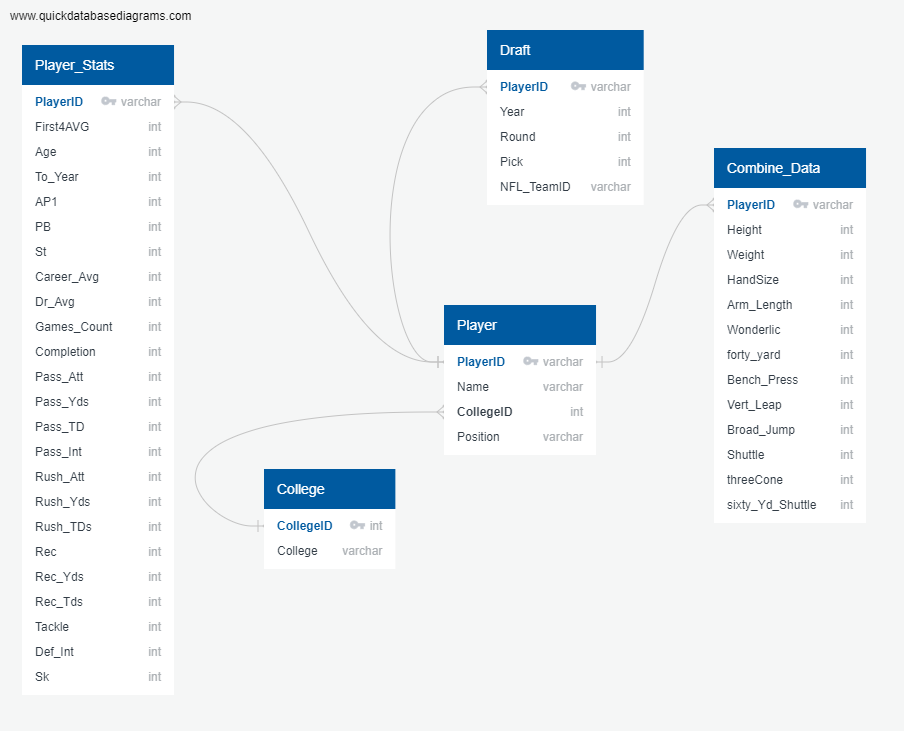 www.quickdatabasediagrams.com
Player_Stats
PlayerID varchar
First4AVG int
Age int
To_Year int
AP1 int
PB int
St int
Career_Avg int
Dr_Avg int
Games_Count int
Completion int
Pass_Att int
Pass_Yds int
Pass_TD int
Pass_Int int
Rush_Att int
Rush_Yds int
Rush_TDs int
Rec int
Rec_Yds int
Rec_Tds int
Tackle int
Def_Int int
Sk int
Draft
PlayerID varchar
Year int
Round int
Pick int
NFL_TeamID varchar
Combine_Data
PlayerID varchar
Height int
Weight int
HandSize int
Arm_Length int
Wonderlic int
forty_yard int
Bench_Press int
Vert_Leap int
Broad_Jump int
Shuttle int
threeCone int
sixty_Yd_Shuttle int
Player
PlayerID varchar
Name varchar
CollegeID int
Position varchar
College
CollegeID int
College varchar